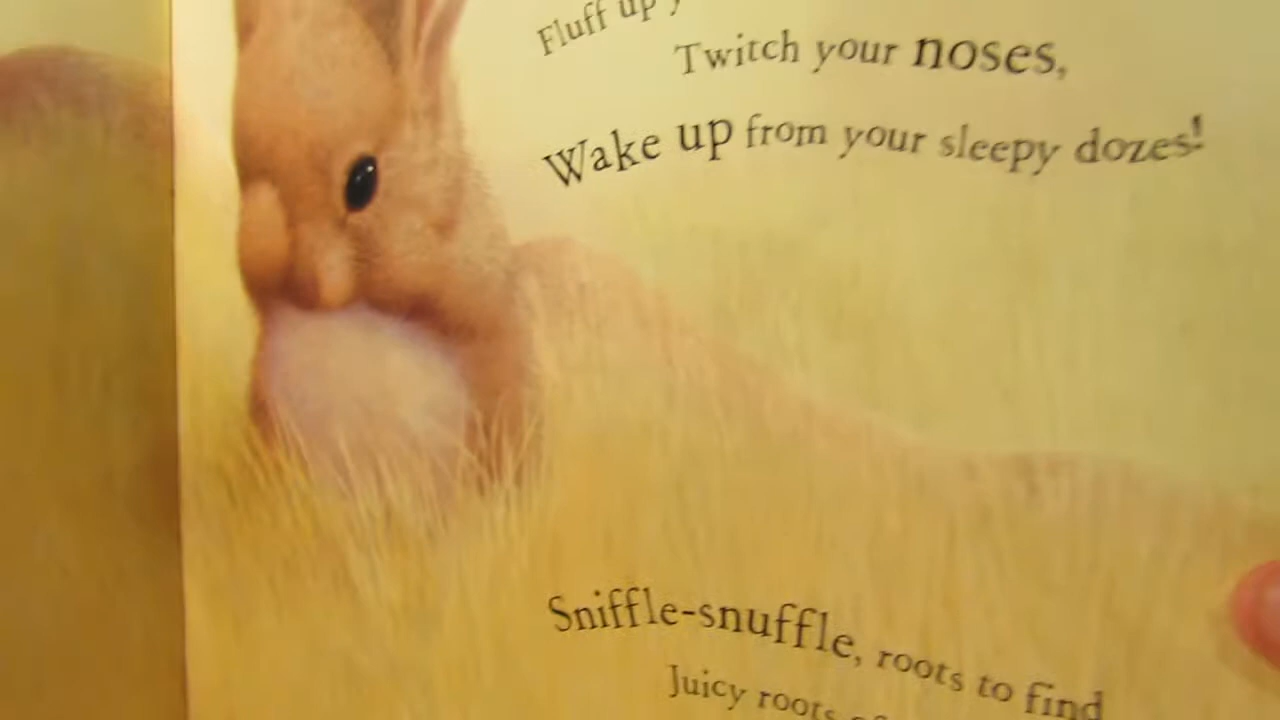 Fluff up
Twitch your noses,
Wake up from your sleepy dozes!
Sniffle-snuffle, roots to find
Juicy roots